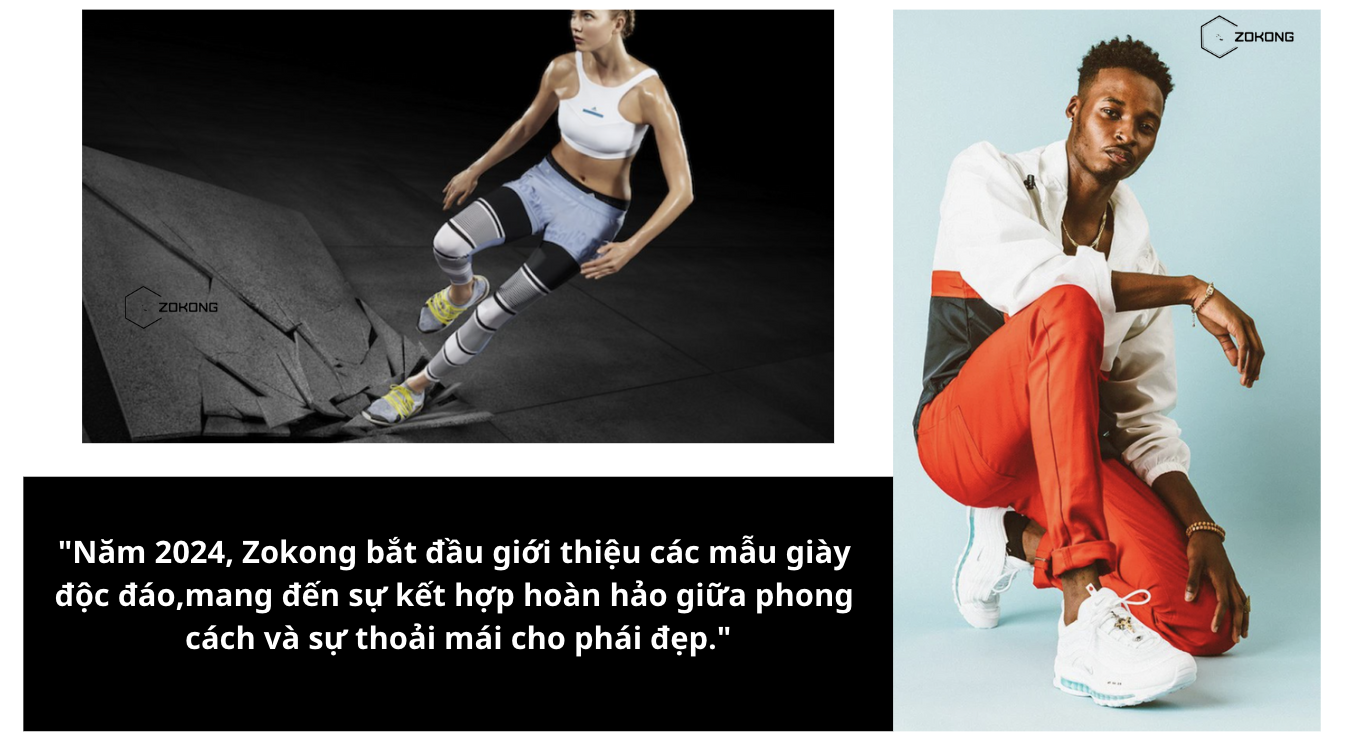 ZOKONG
ZOKONG
"Năm 2024, Zokong bắt đầu giới thiệu các mẫu giày
độc đáo,mang đến sự kết hợp hoàn hảo giữa phong
cách và sự thoải mái cho phái đẹp."